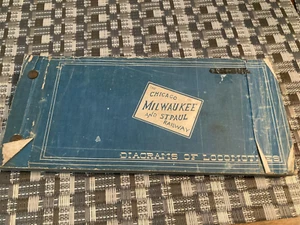 CHICAGO
MILWAUKEE
AND ST. PAUL
RAILWAY
DIAGRAMS OF LOCOMOTIVES